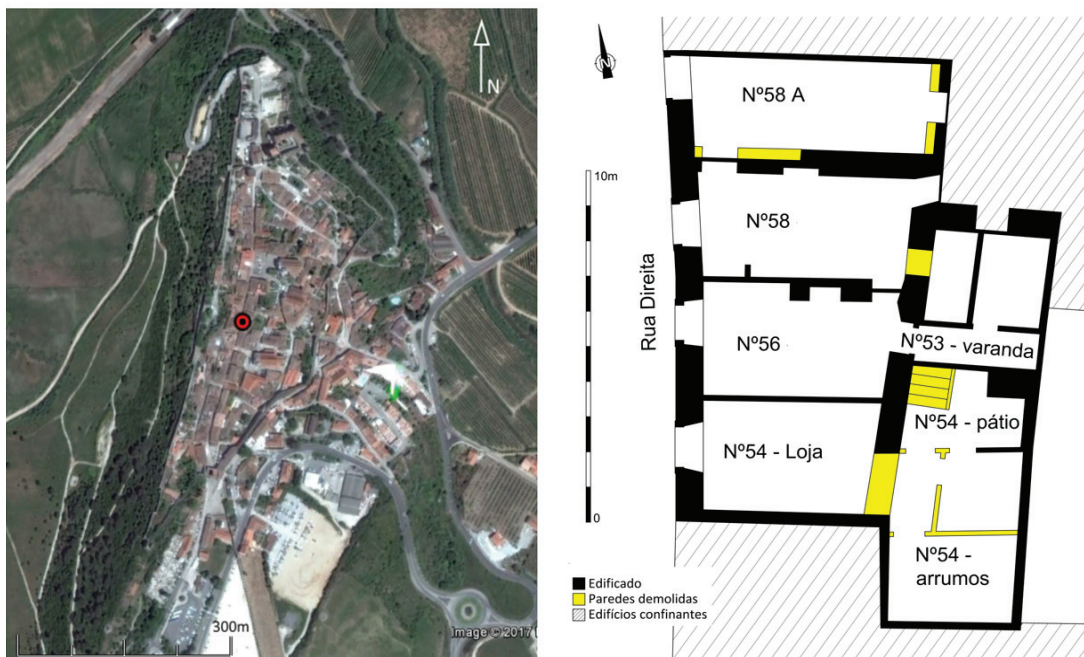 N
300m
Image © 2017
N
Nº58 A
10m
Nº58
Rua Direita
Nº56
Nº53 - varanda
Nº54 - pátio
Nº54 - Loja
Nº54 -
arrumos
0
Edificado
Paredes demolidas
Edifícios confinantes